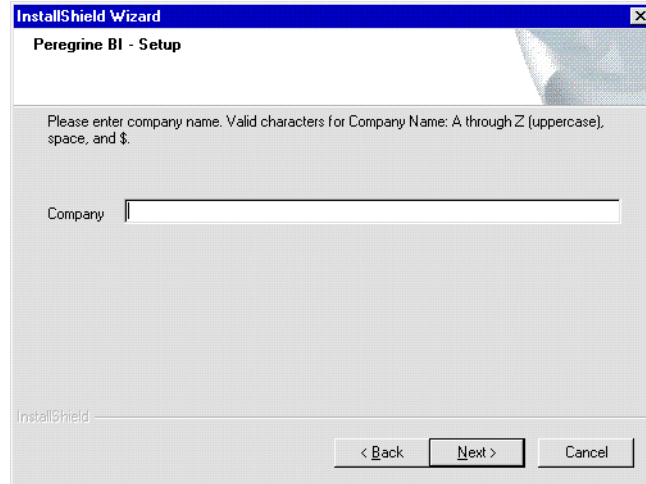 InstallShield Wizard
Peregrine BI - Setup
Please enter company name. Valid characters for Company Name: A through Z (uppercase),
space, and $.
Company
InstallShield
< Back
Next >
Cancel